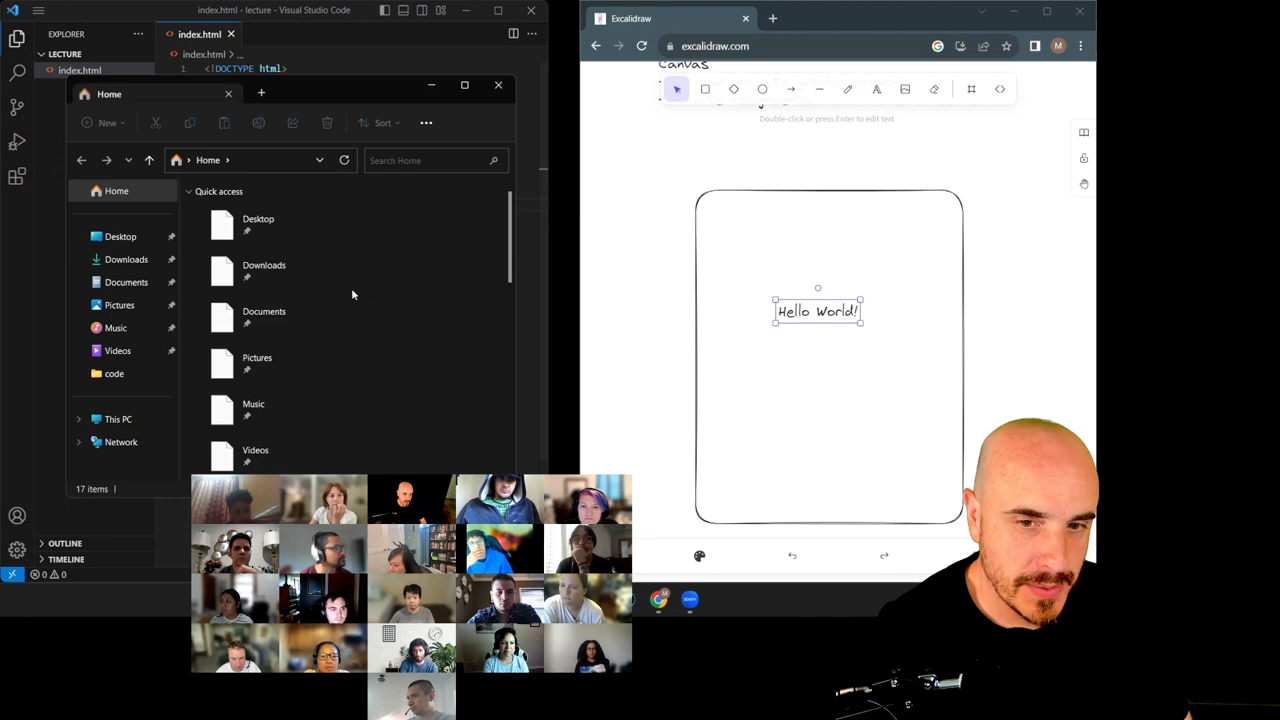 index.html - lecture - Visual Studio Code
EXPLORER
index.html
LECTURE
index.html
index.html > ...
1 <!DOCTYPE html>
Home
New
Sort
Home
Search Home
Home
Desktop
Downloads
Documents
Pictures
Music
Videos
code
This PC
Network
Quick access
Desktop
Downloads
Documents
Pictures
Music
Videos
17 items
OUTLINE
TIMELINE
0 0
Excalidraw
excalidraw.com
M
Canvas
A
Double-click or press Enter to edit text
Hello World!
zoom